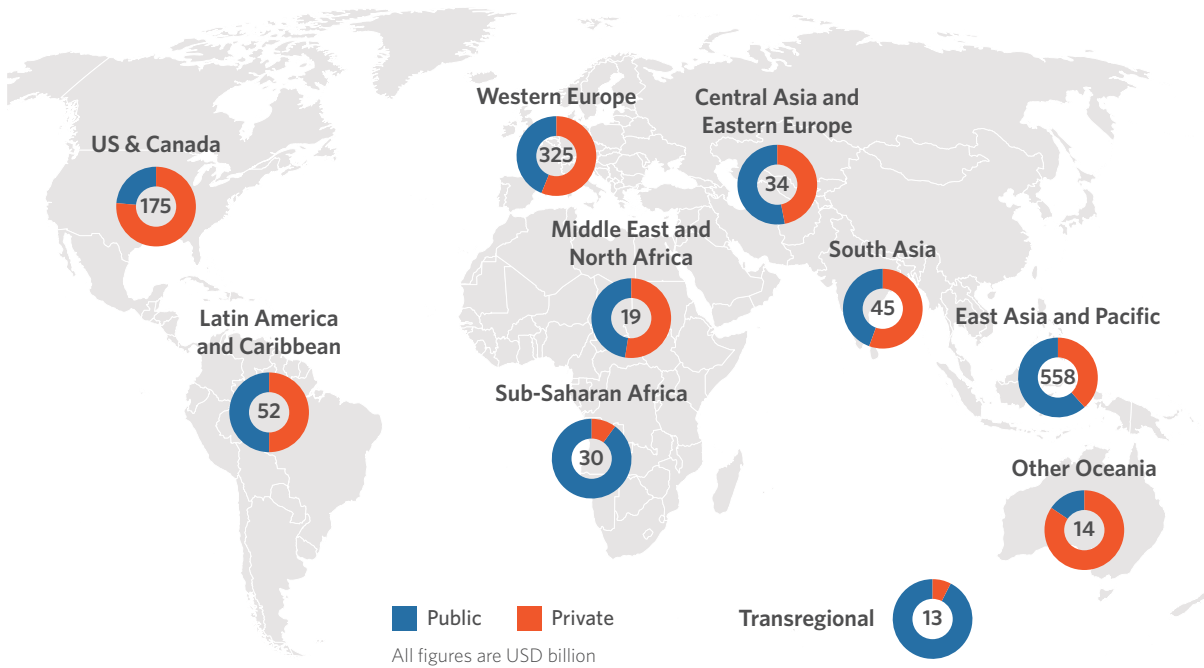 Western Europe
325
Central Asia and
Eastern Europe
34
US & Canada
175
Middle East and
North Africa
19
South Asia
45
Latin America
and Caribbean
52
East Asia and Pacific
558
Sub-Saharan Africa
30
Other Oceania
14
Transregional
13
Public
Private
All figures are USD billion